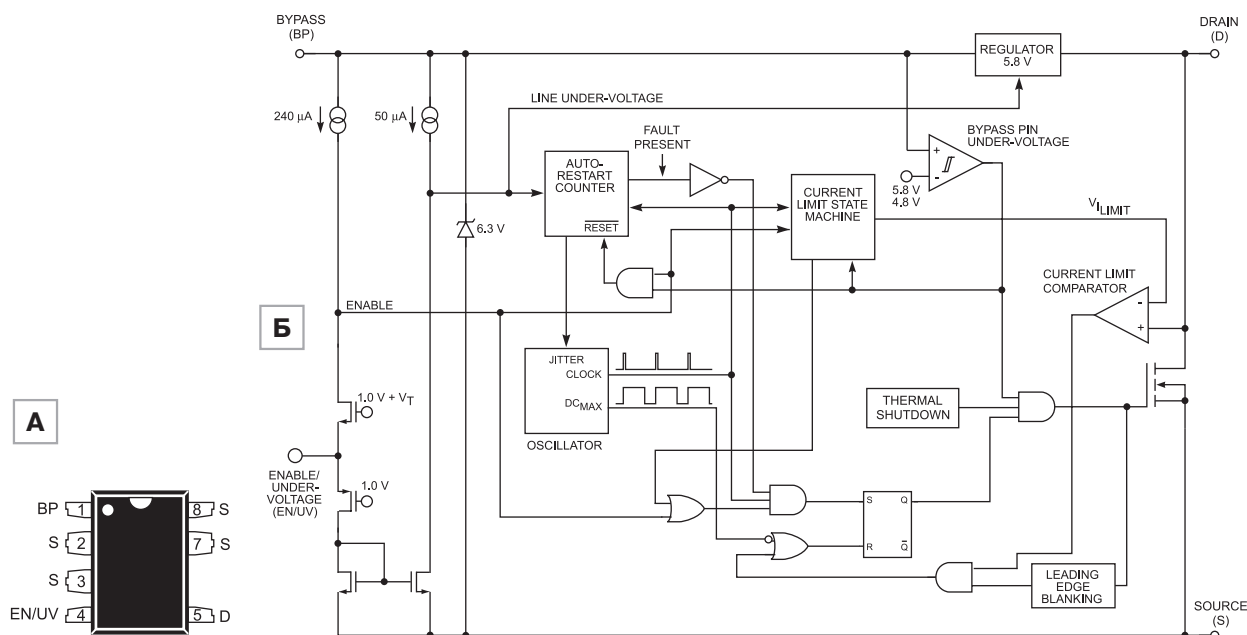 BYPASS
(BP)
DRAIN
(D)
REGULATOR
5.8 V
240 µA
50 µA
LINE UNDER-VOLTAGE
FAULT
PRESENT
BYPASS PIN
UNDER-VOLTAGE
+
-
5.8 V
4.8 V
AUTO-
RESTART
COUNTER
RESET
CURRENT
LIMIT STATE
MACHINE
VILIMIT
6.3 V
CURRENT LIMIT
COMPARATOR
-
+
ENABLE
Б
JITTER
CLOCK
DCMAX
OSCILLATOR
THERMAL
SHUTDOWN
1.0 V + VT
А
ENABLE/
UNDER-
VOLTAGE
(EN/UV)
1.0 V
S Q
R Q
LEADING
EDGE
BLANKING
SOURCE
(S)
BP 1 8 S
S 2 7 S
S 3
EN/UV 4 5 D